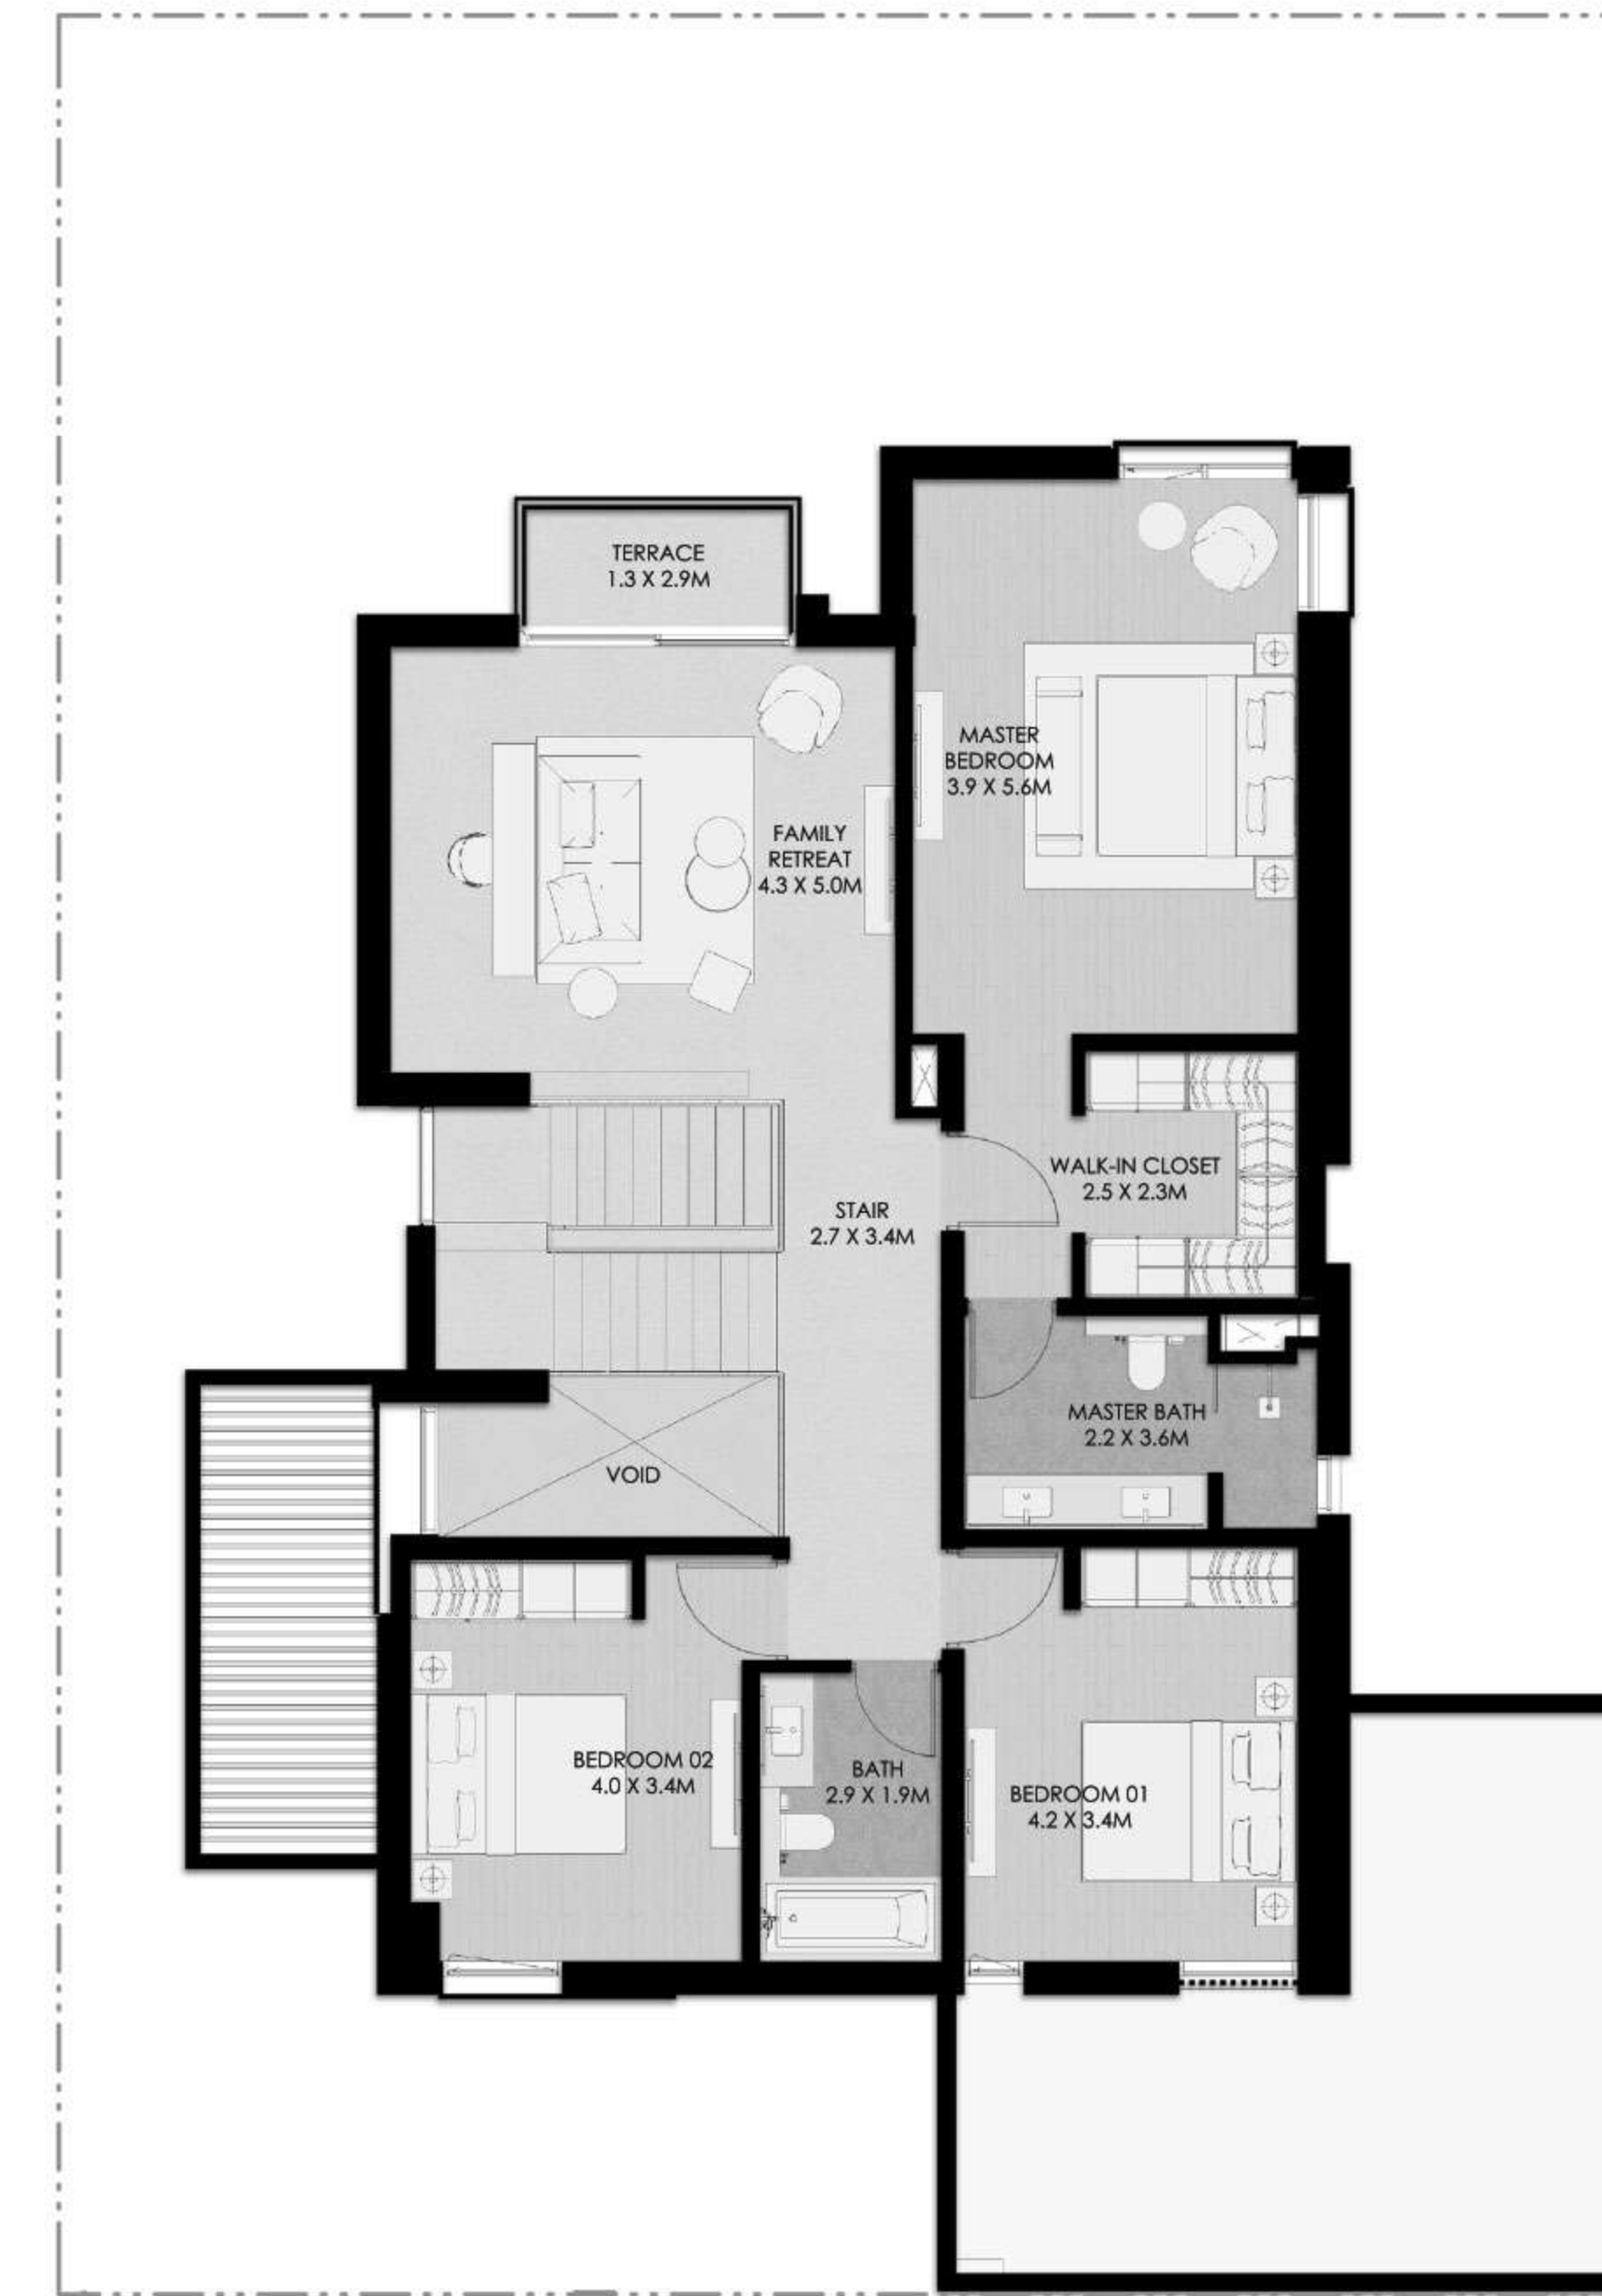 TERRACE
1.3 X 2.9M
MASTER
BEDROOM
3.9 X 5.6M
FAMILY
RETREAT
4.3 X 5.0M
WALK-IN CLOSET
2.5 X 2.3M
STAIR
2.7 X 3.4M
MASTER BATH
2.2 X 3.6M
VOID
BEDROOM 02
4.0 X 3.4M
BATH
2.9 X 1.9M
BEDROOM 01
4.2 X 3.4M